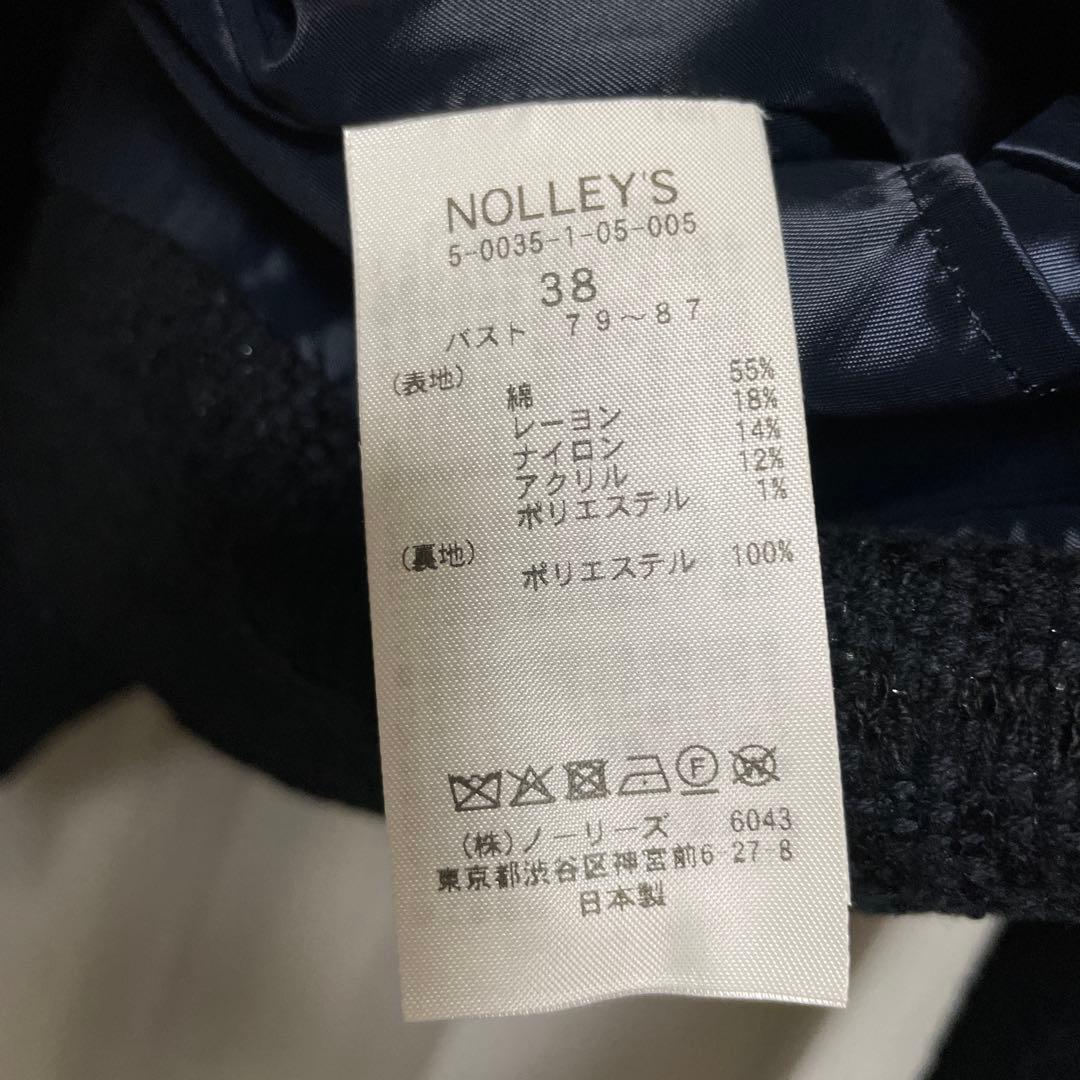 NOLLEY'S
5-0035-1-05-005
38
バスト 79～87
(表地)
綿 55%
レーヨン 18%
ナイロン 14%
アクリル 12%
ポリエステル 1%
(裏地)
ポリエステル 100%
F W
(株)ノーリーズ 6043
東京都渋谷区神宮前6 27 8
日本製